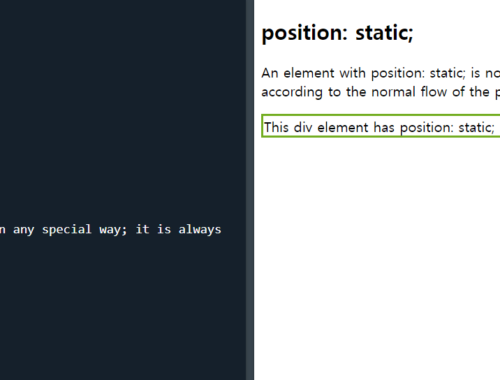 position: static;
An element with position: static; is
according to the normal flow of the
This div element has position: static;
any special way; it is always